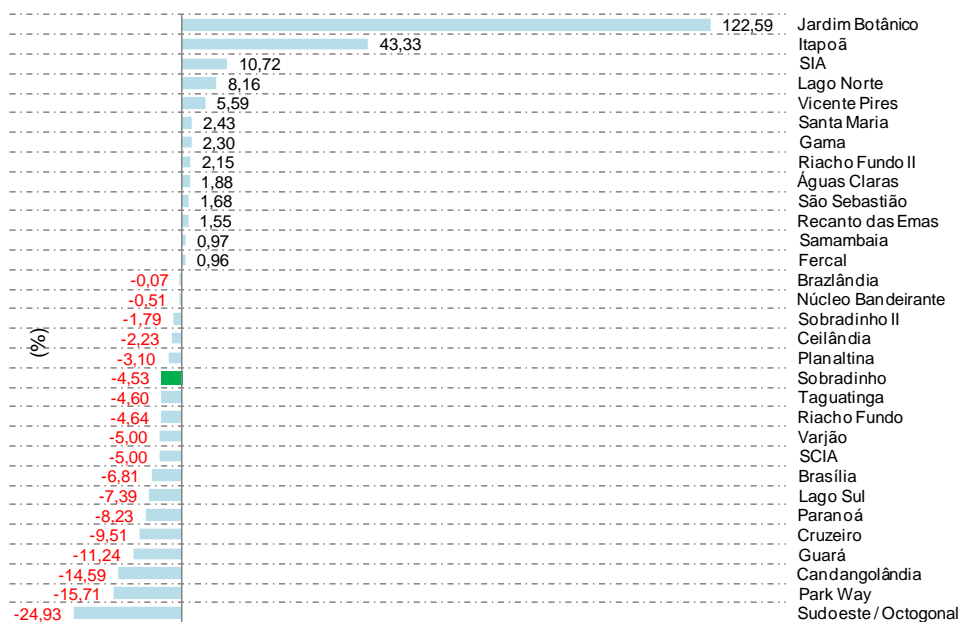 122,59 Jardim Botânico
43,33 Itapoã
10,72 SIA
8,16 Lago Norte
5,59 Vicente Pires
2,43 Santa Maria
2,30 Gama
2,15 Riacho Fundo II
1,88 Águas Claras
1,68 São Sebastião
1,55 Recanto das Emas
0,97 Samambaia
0,96 Fercal
-0,07 Brazlândia
-0,51 Núcleo Bandeirante
-1,79 Sobradinho II
(%)
-2,23 Ceilândia
-3,10 Planaltina
-4,53 Sobradinho
-4,60 Taguatinga
-4,64 Riacho Fundo
-5,00 Varjão
-5,00 SCIA
-6,81 Brasília
-7,39 Lago Sul
-8,23 Paranoá
-9,51 Cruzeiro
-11,24 Guará
-14,59 Candangolândia
-15,71 Park Way
-24,93 Sudoeste / Octogonal